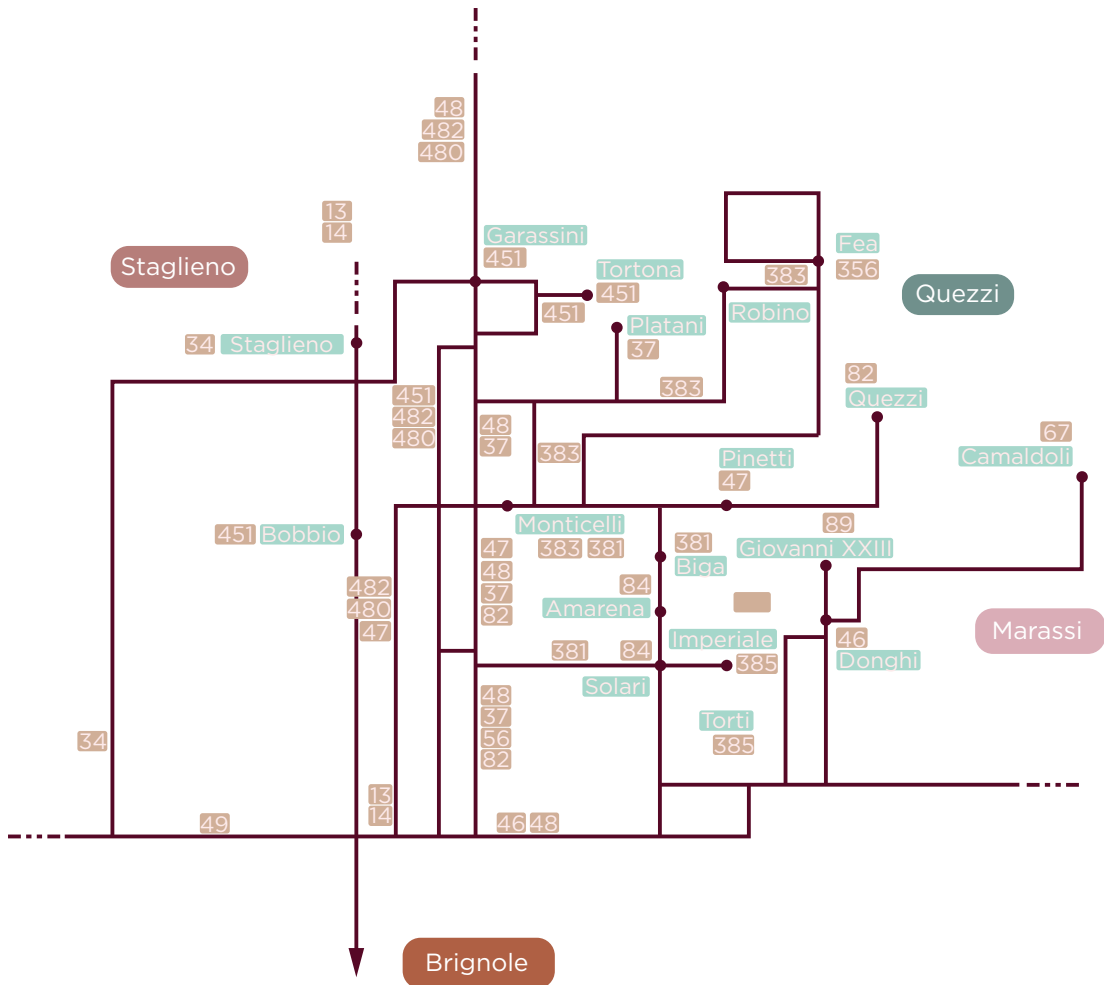 48
482
480
13
14
Garassini
451
Staglieno
Tortona
451
451
Fea
356
383
Quezzi
Robino
Platani
37
34 Staglieno
82
Quezzi
383
451
482
480
48
37
383
67
Camaldoli
Pinetti
47
Monticelli
383 381
451 Bobbio
89
Giovanni XXIII
381
Biga
47
48
37
82
482
480
47
84
Amarena
Marassi
46
Donghi
Imperiale
385
381 84
Solari
48
37
56
82
Torti
385
34
13
14
49
46 48
Brignole